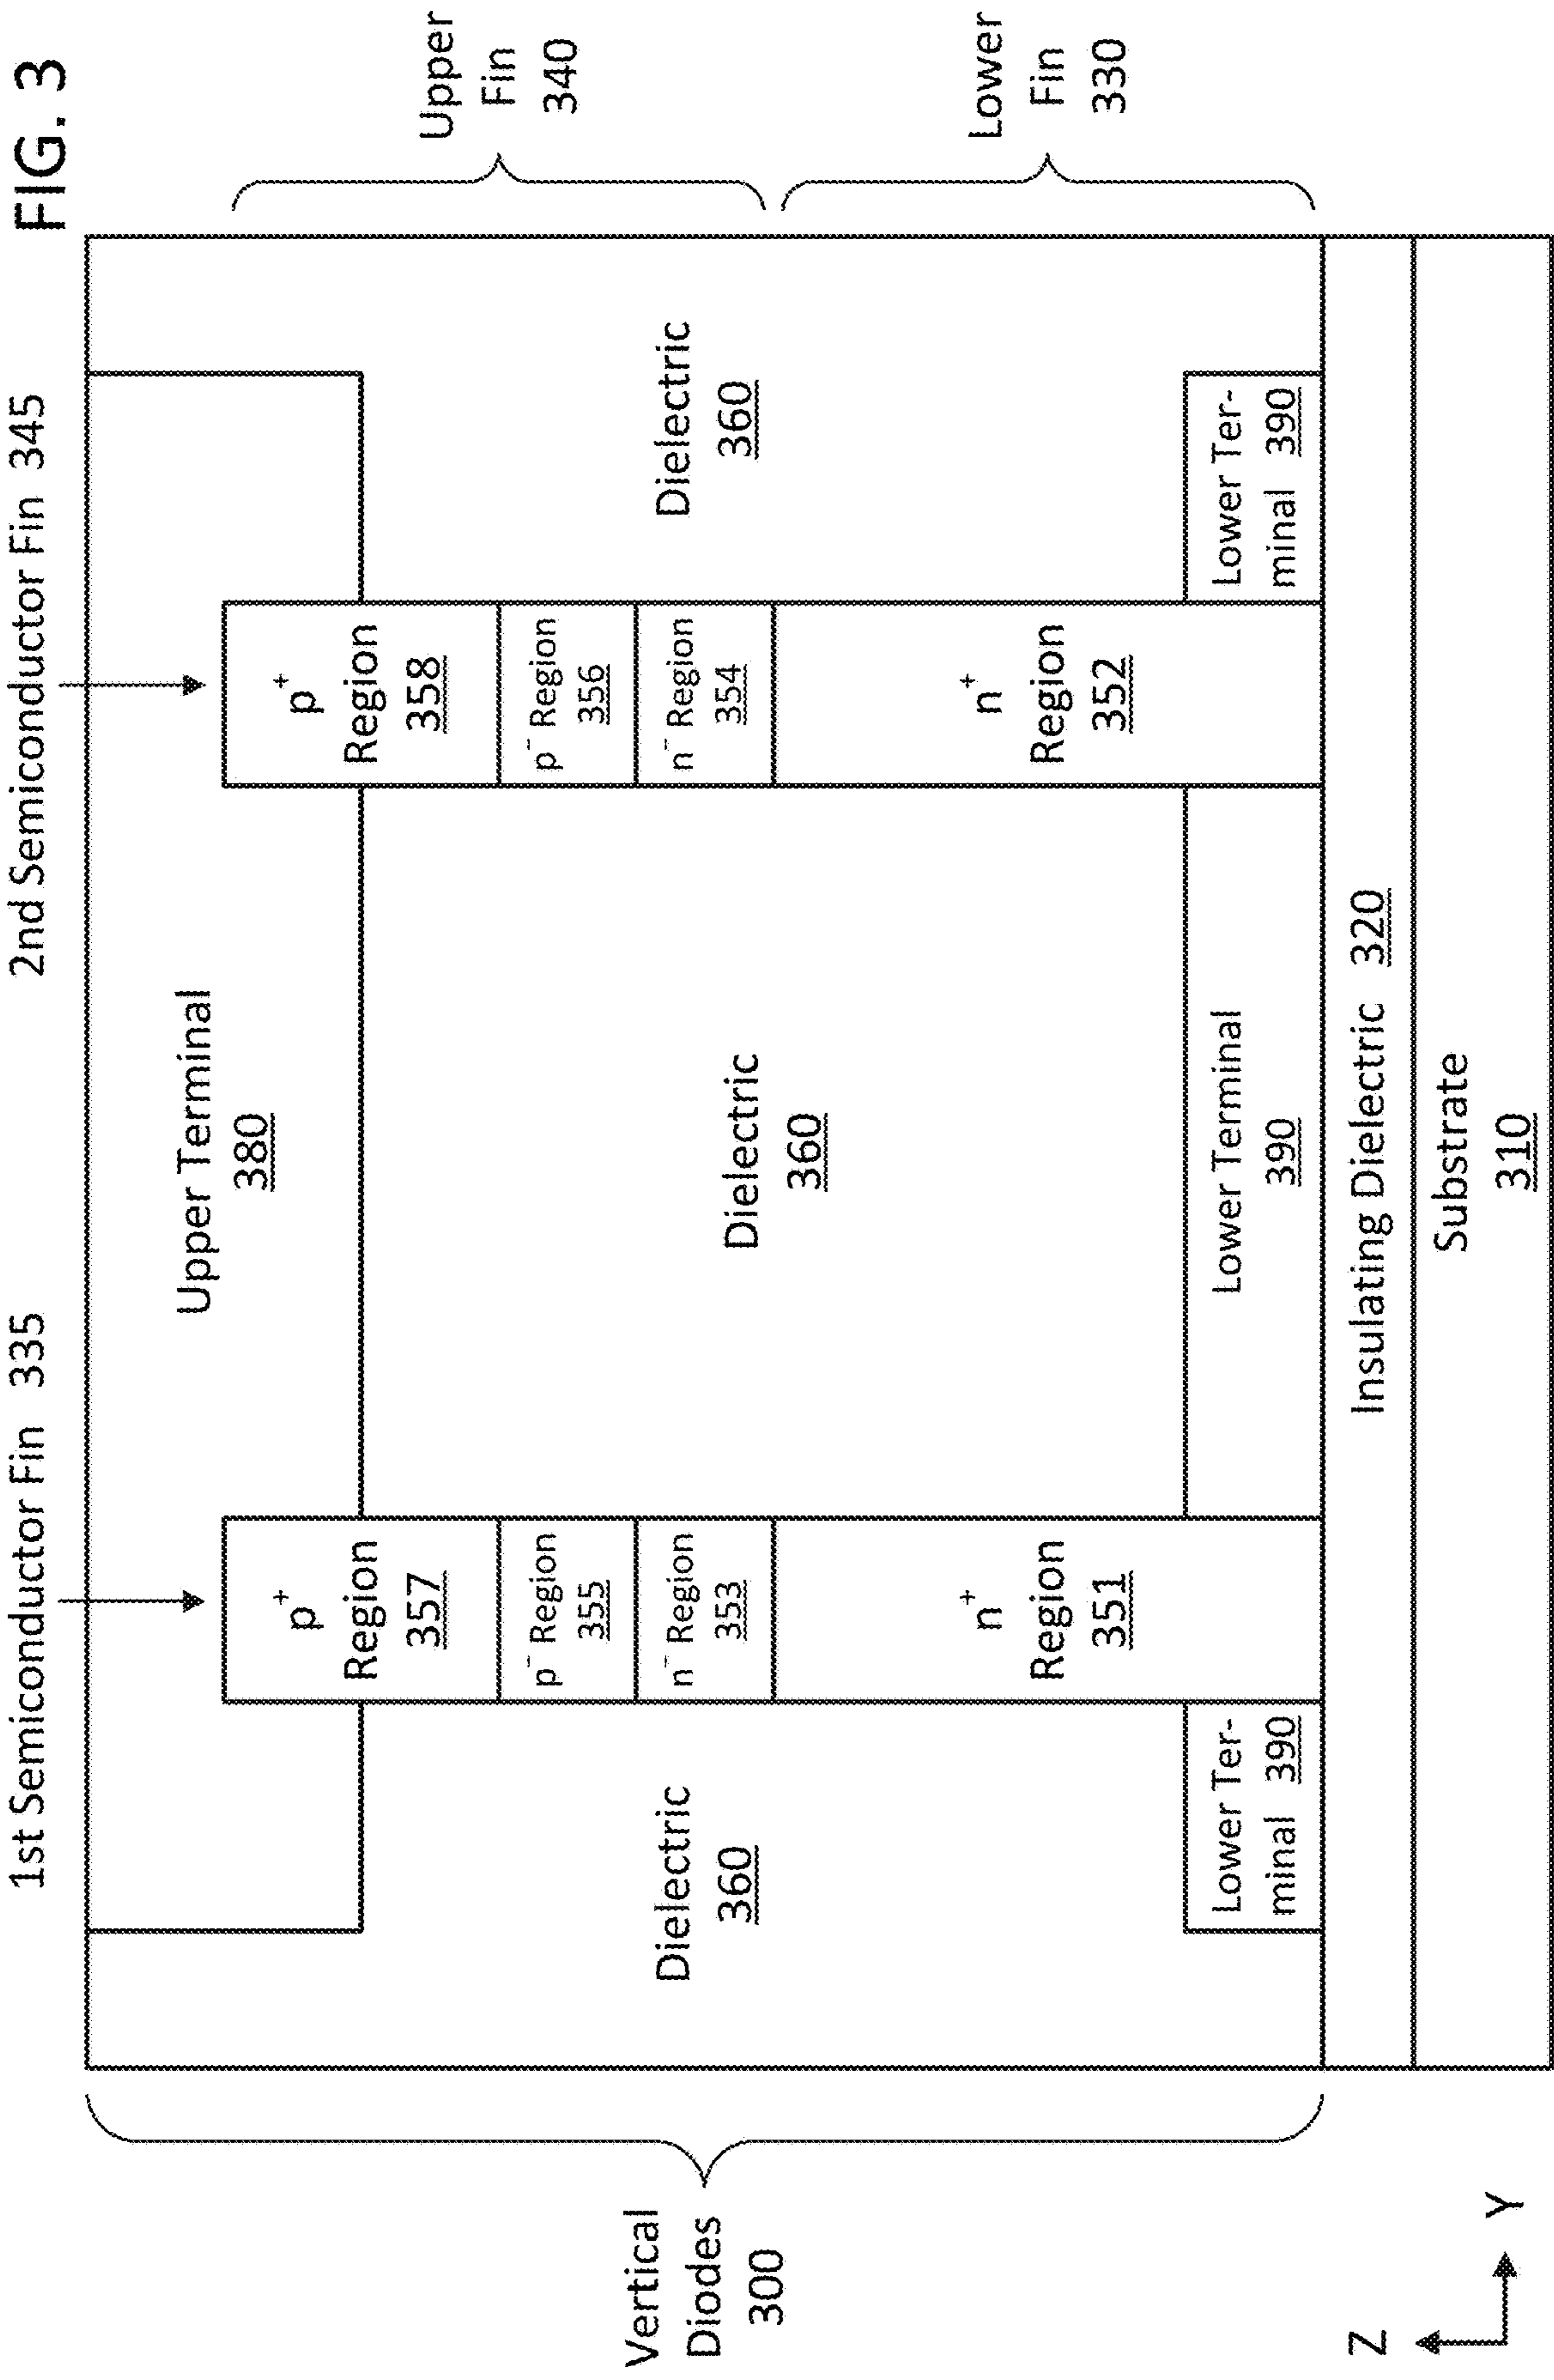 FIG. 3
1st Semiconductor Fin 335
2nd Semiconductor Fin 345
Upper Terminal
380
p+
Region
357
p- Region
355
n- Region
353
n+
Region
351
p+
Region
358
p- Region
356
n- Region
354
n+
Region
352
Dielectric
360
Dielectric
360
Dielectric
360
Lower Ter-
minal 390
Lower Terminal
390
Lower Ter-
minal 390
Insulating Dielectric 320
Substrate
310
Vertical
Diodes
300
Upper
Fin
340
Lower
Fin
330
Z
Y